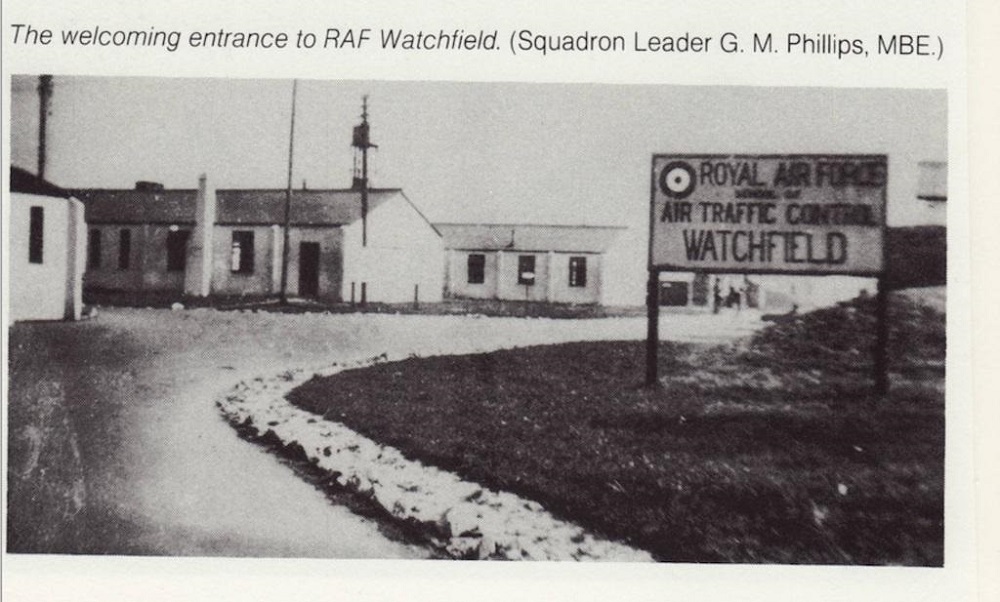 The welcoming entrance to RAF Watchfield. (Squadron Leader G. M. Phillips, MBE.)
ROYAL AIR FORCE
SCHOOL OF
AIR TRAFFIC CONTROL
WATCHFIELD